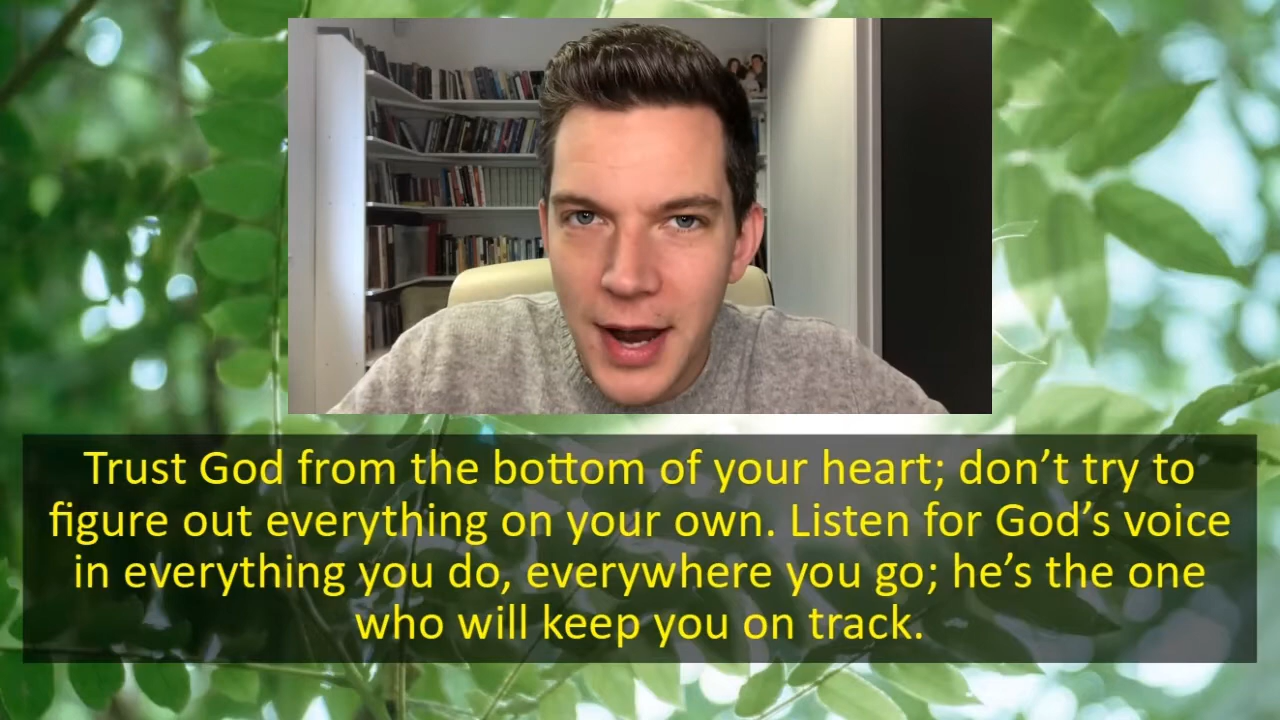 Trust God from the bottom of your heart; don’t try to
figure out everything on your own. Listen for God’s voice
in everything you do, everywhere you go; he’s the one
who will keep you on track.